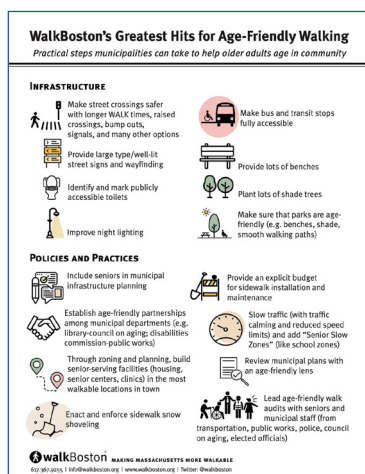 WalkBoston's Greatest Hits for Age-Friendly Walking
Practical steps municipalities can take to help older adults age in community
INFRASTRUCTURE
Make street crossings safer
with longer WALK times, raised
crossings, bump outs,
signals, and many other options
Provide large type/well-lit
street signs and wayfinding
Identify and mark publicly
accessible toilets
Improve night lighting
Make bus and transit stops
fully accessible
Provide lots of benches
Plant lots of shade trees
Make sure that parks are age-
friendly (e.g. benches, shade,
smooth walking paths)
POLICIES AND PRACTICES
Include seniors in municipal
infrastructure planning
Establish age-friendly partnerships
among municipal departments (e.g.
library-council on aging; disabilities
commission-public works)
Through zoning and planning, build
senior-serving facilities (housing,
senior centers, clinics) in the most
walkable locations in town
Enact and enforce sidewalk snow
shoveling
Provide an explicit budget
for sidewalk installation and
maintenance
Slow traffic (with traffic
calming and reduced speed
limits) and add "Senior Slow
Zones" (like school zones)
Review municipal plans with
an age-friendly lens
Lead age-friendly walk
audits with seniors and
municipal staff (from
transportation, public works, police, council
on aging, elected officials)
walkBoston MAKING MASSACHUSETTS MORE WALKABLE
617.367.9255 | info@walkboston.org | www.walkboston.org | Twitter: @walkboston